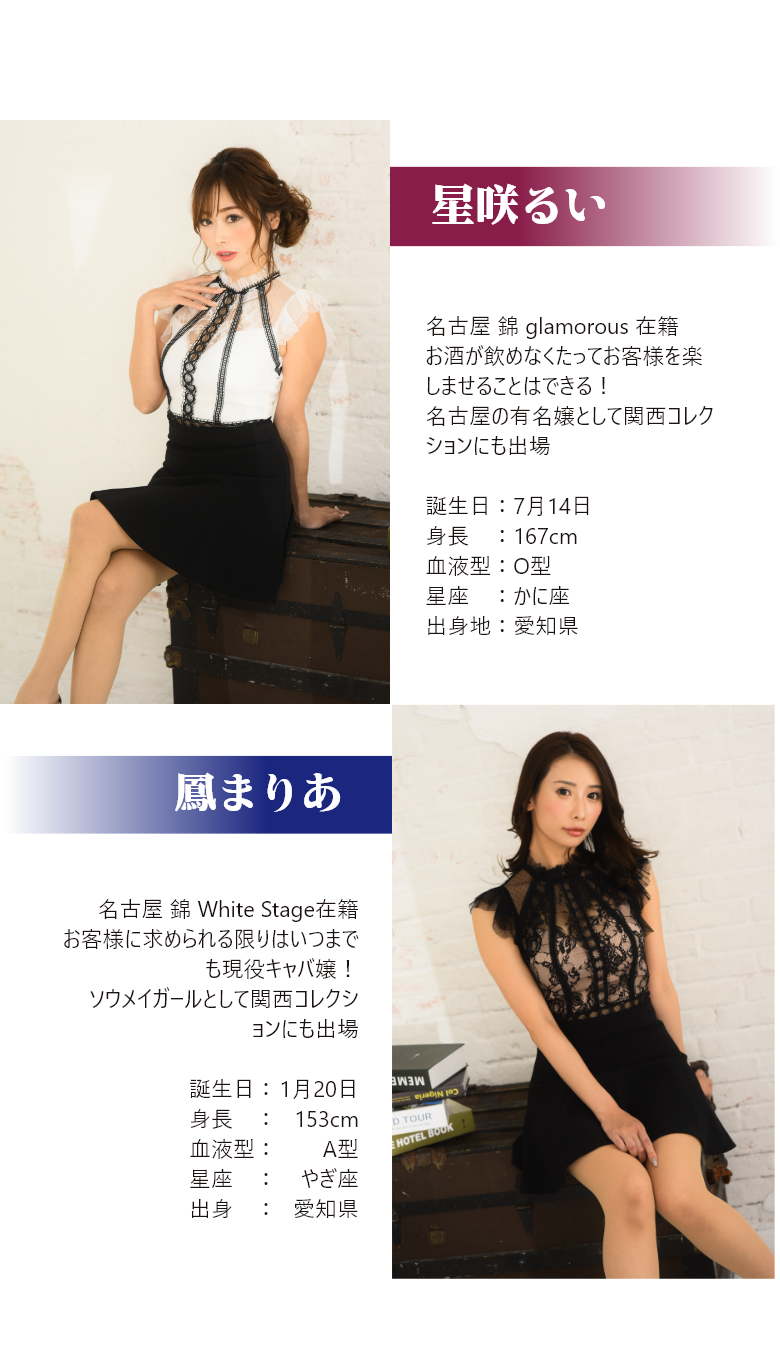 星咲るい
名古屋 錦 glamorous 在籍
お酒が飲めなくたってお客様を楽
しませることはできる！
名古屋の有名嬢として関西コレク
ションにも出場
誕生日：7月14日
身長　：167cm
血液型：O型
星座　：かに座
出身地：愛知県
鳳まりあ
名古屋 錦 White Stage在籍
お客様に求められる限りはいつまで
も現役キャバ嬢！
ソウメイガールとして関西コレクシ
ョンにも出場
誕生日：1月20日
身長　：153cm
血液型：A型
星座　：やぎ座
出身　：愛知県
MEME
Col Nigeria
D TOUR
HOTEL BOOK